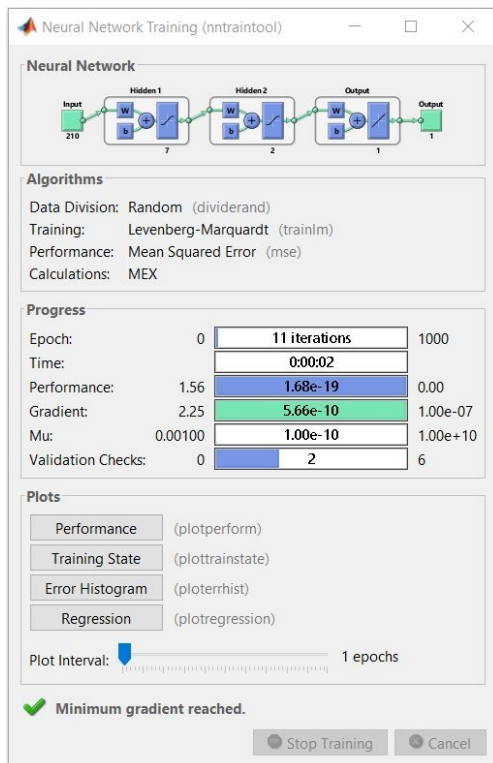 Neural Network Training (nntraintool)
Neural Network
Hidden 1 Hidden 2 Output
Input Output
W W W
b b b
210 7 2 1 1
Algorithms
Data Division: Random (dividerand)
Training: Levenberg-Marquardt (trainlm)
Performance: Mean Squared Error (mse)
Calculations: MEX
Progress
Epoch: 0 11 iterations 1000
Time: 0:00:02
Performance: 1.56 1.68e-19 0.00
Gradient: 2.25 5.66e-10 1.00e-07
Mu: 0.00100 1.00e-10 1.00e+10
Validation Checks: 0 2 6
Plots
Performance (plotperform)
Training State (plottrainstate)
Error Histogram (ploterrhist)
Regression (plotregression)
Plot Interval: 1 epochs
Minimum gradient reached.
Stop Training Cancel